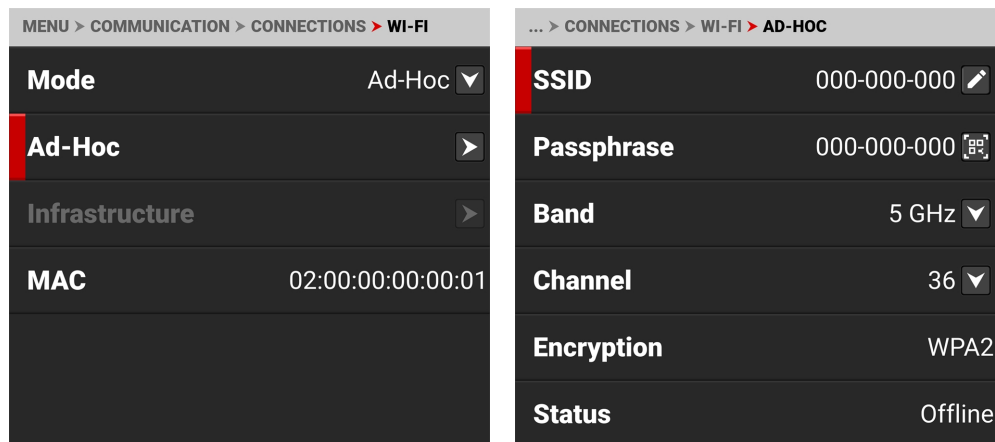 MENU > COMMUNICATION > CONNECTIONS > WI-FI
Mode Ad-Hoc
Ad-Hoc
Infrastructure
MAC 02:00:00:00:00:01
... > CONNECTIONS > WI-FI > AD-HOC
SSID 000-000-000
Passphrase 000-000-000
Band 5 GHz
Channel 36
Encryption WPA2
Status Offline